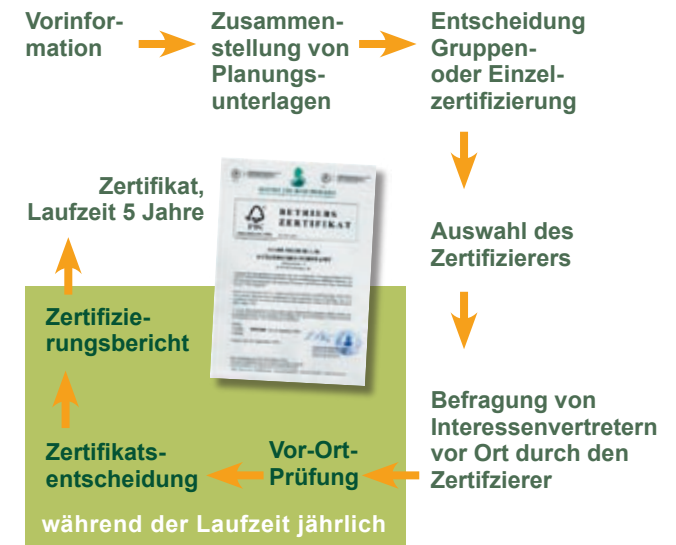 Vorinfor-
mation
Zusammen-
stellung von
Planungs-
unterlagen
Entscheidung
Gruppen-
oder Einzel-
zertifizierung
Auswahl des
Zertifizierers
Befragung von
Interessenvertretern
vor Ort durch den
Zertifzierer
Vor-Ort-
Prüfung
Zertifikats-
entscheidung
Zertifizie-
rungsbericht
Zertifikat,
Laufzeit 5 Jahre
während der Laufzeit jährlich
FSC
BETRIEBS
ZERTIFIKAT